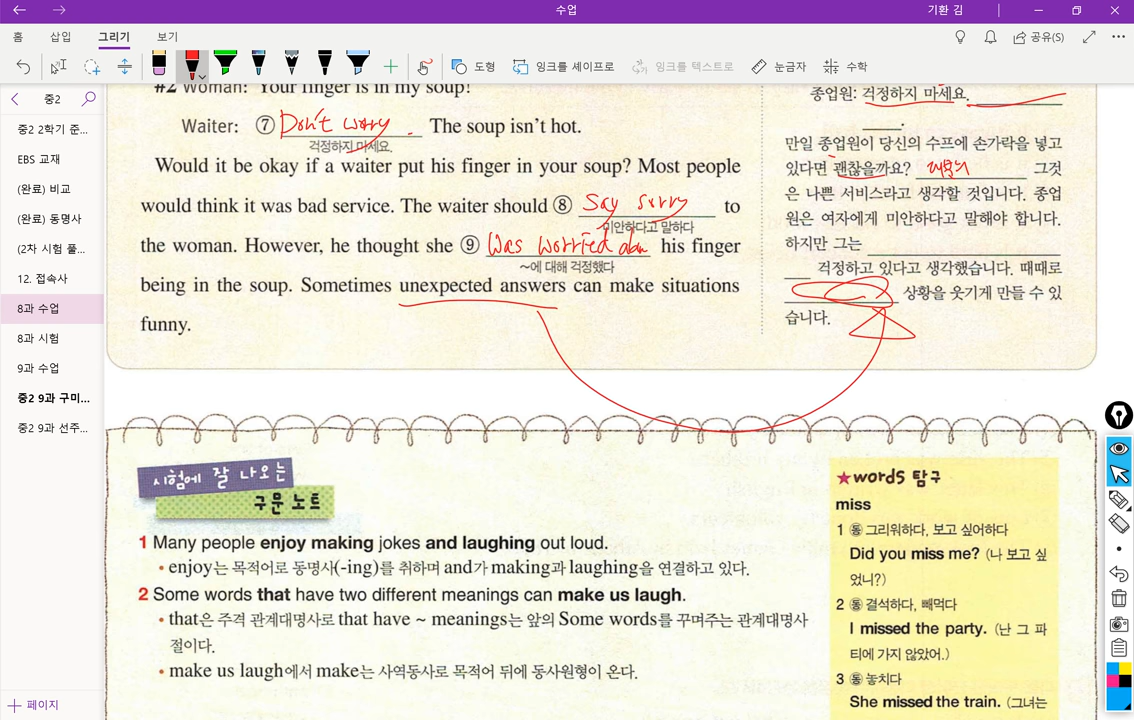 수업
기환 김
홈
삽입
그리기
보기
공유(S)
도형
잉크를 셰이프로
잉크를 텍스트로
눈금자
수학
중2
중2 2학기 준...
EBS 교재
(완료) 비교
(완료) 동명사
(2차 시험 풀...
12. 접속사
8과 수업
8과 시험
9과 수업
중2 9과 구미...
중2 9과 선주...
페이지
#2 Woman: Your finger is in my soup!
Waiter: ⑦ Don't worry. The soup isn't hot.
걱정하지 마세요.
Would it be okay if a waiter put his finger in your soup? Most people
would think it was bad service. The waiter should ⑧ Say sorry to
미안하다고 말하다
the woman. However, he thought she ⑨ Was worried his finger
~에 대해 걱정했다
being in the soup. Sometimes unexpected answers can make situations
funny.
종업원: 걱정하지 마세요.
만일 종업원이 당신의 수프에 손가락을 넣고
있다면 괜찮을까요? 그것
은 나쁜 서비스라고 생각할 것입니다. 종업
원은 여자에게 미안하다고 말해야 합니다.
하지만 그는
걱정하고 있다고 생각했습니다. 때때로
상황을 웃기게 만들 수 있
습니다.
시험에 잘 나오는
구문 노트
1 Many people enjoy making jokes and laughing out loud.
• enjoy는 목적어로 동명사(-ing)를 취하며 and가 making과 laughing을 연결하고 있다.
2 Some words that have two different meanings can make us laugh.
• that은 주격 관계대명사로 that have ~ meanings는 앞의 Some words를 꾸며주는 관계대명사
절이다.
• make us laugh에서 make는 사역동사로 목적어 뒤에 동사원형이 온다.
★words 탐구
miss
1 동 그리워하다, 보고 싶어하다
Did you miss me? (나 보고 싶
었니?)
2 동 결석하다, 빼먹다
I missed the party. (난 그 파
티에 가지 않았어.)
3 동 놓치다
She missed the train. (그녀는